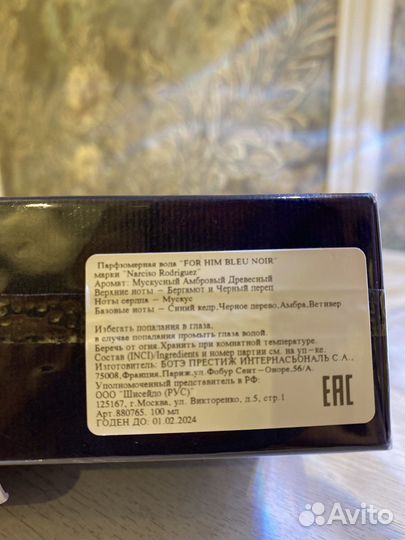 Парфюмерная вода "FOR HIM BLEU NOIR"
марки "Narciso Rodriguez"
Аромат: Мускусный Амбровый Древесный
Верхние ноты – Бергамот и Черный перец
Ноты сердца – Мускус
Базовые ноты – Синий кедр,Черное дерево,Амбра,Ветивер
Избегать попадания в глаза,
в случае попадания промыть глаза водой.
Беречь от огня.Хранить при комнатной температуре.
Состав (INCI)/Ingredients и номер партии см. на уп-ке.
Изготовитель: БОТЭ ПРЕСТИЖ ИНТЕРНАСЬОНАЛЬ С.А.,
75008,Франция,Париж,ул.Фобур Сент-Оноре,56/А.
Уполномоченный представитель в РФ:
ООО "Шисейдо (РУС)"
125167, г.Москва, ул. Викторенко, д.5, стр.1
Арт.880765. 100 мл
ГОДЕН ДО: 01.02.2024
EAC
Avito